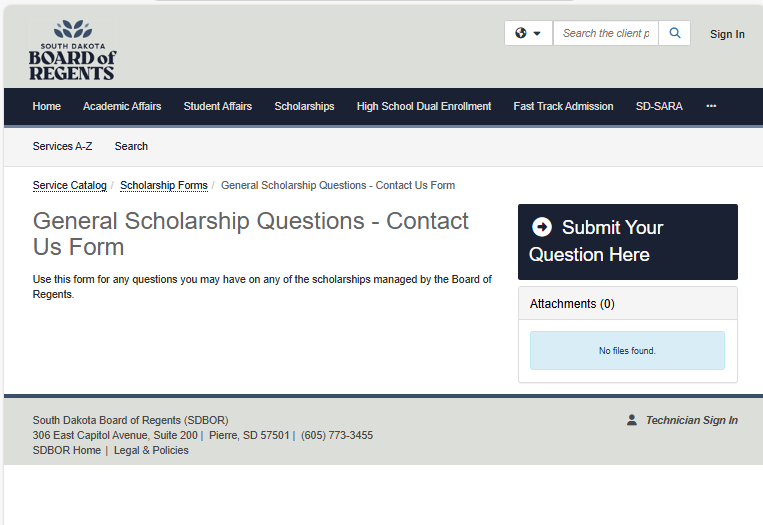 SOUTH DAKOTA
BOARD of
REGENTS
Search the client p
Sign In
Home Academic Affairs Student Affairs Scholarships High School Dual Enrollment Fast Track Admission SD-SARA ···
Services A-Z Search
Service Catalog / Scholarship Forms / General Scholarship Questions - Contact Us Form
General Scholarship Questions - Contact
Us Form
Use this form for any questions you may have on any of the scholarships managed by the Board of
Regents.
Submit Your
Question Here
Attachments (0)
No files found.
South Dakota Board of Regents (SDBOR)
306 East Capitol Avenue, Suite 200 | Pierre, SD 57501 | (605) 773-3455
SDBOR Home | Legal & Policies
Technician Sign In